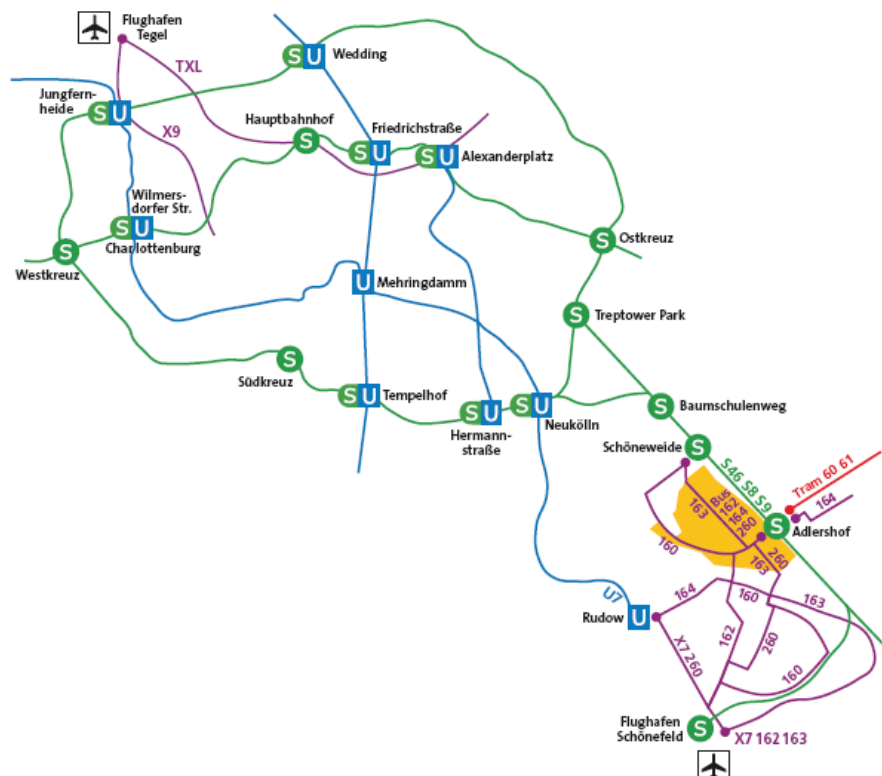 Flughafen
Tegel
TXL
S U Wedding
Jungfern-
heide
S U
X9
Hauptbahnhof
S
Friedrichstraße
S U
S U Alexanderplatz
Wilmers-
dorfer Str.
S U
Charlottenburg
S
Westkreuz
S Ostkreuz
U Mehringdamm
S Treptower Park
S
Südkreuz
S U Tempelhof
S U
Hermann-
straße
S U
Neukölln
S Baumschulenweg
Schöneweide S
S46 S8 S9
Tram 60 61
164
Bus
162
164
260
163
160
S
Adlershof
260
163
U7
Rudow U
164
160
163
162
260
X7 260
160
Flughafen
Schönefeld
S
X7 162 163